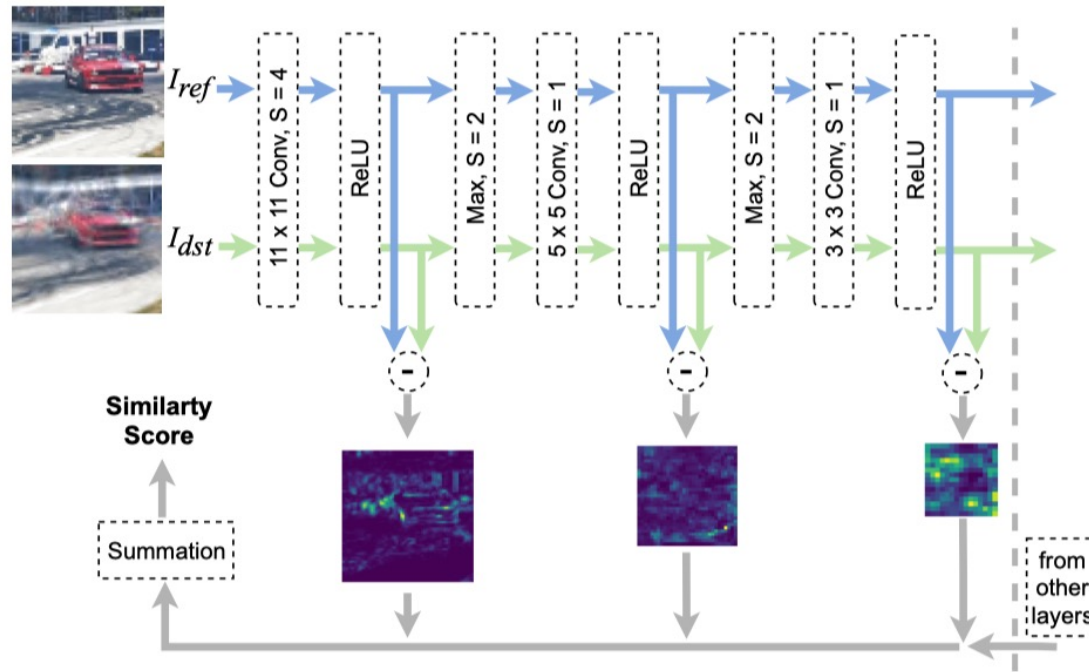 I_ref
11 x 11 Conv, S = 4
ReLU
Max, S = 2
5 x 5 Conv, S = 1
ReLU
Max, S = 2
3 x 3 Conv, S = 1
ReLU
I_dst
-
-
-
Similarty
Score
Summation
from
other
layers